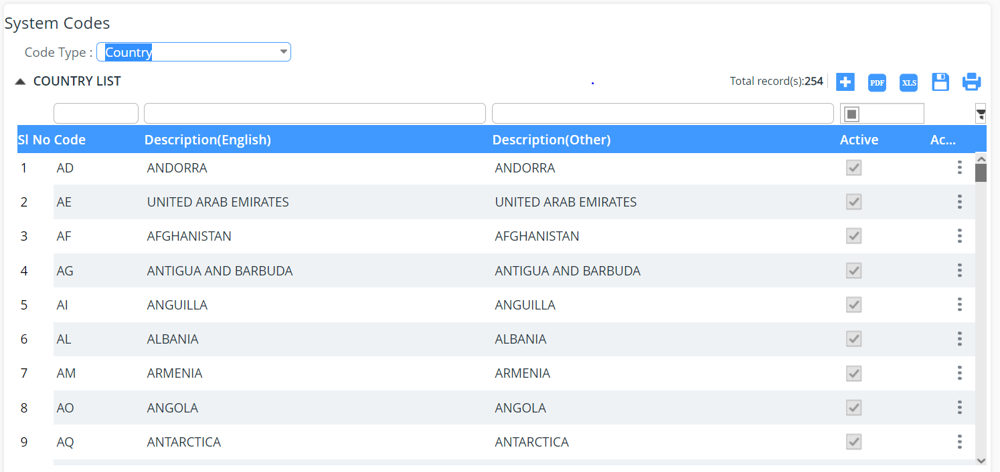 System Codes
Code Type : Country
COUNTRY LIST Total record(s):254 PDF XLS
Sl No Code Description(English) Description(Other) Active Ac...
1 AD ANDORRA ANDORRA
2 AE UNITED ARAB EMIRATES UNITED ARAB EMIRATES
3 AF AFGHANISTAN AFGHANISTAN
4 AG ANTIGUA AND BARBUDA ANTIGUA AND BARBUDA
5 AI ANGUILLA ANGUILLA
6 AL ALBANIA ALBANIA
7 AM ARMENIA ARMENIA
8 AO ANGOLA ANGOLA
9 AQ ANTARCTICA ANTARCTICA